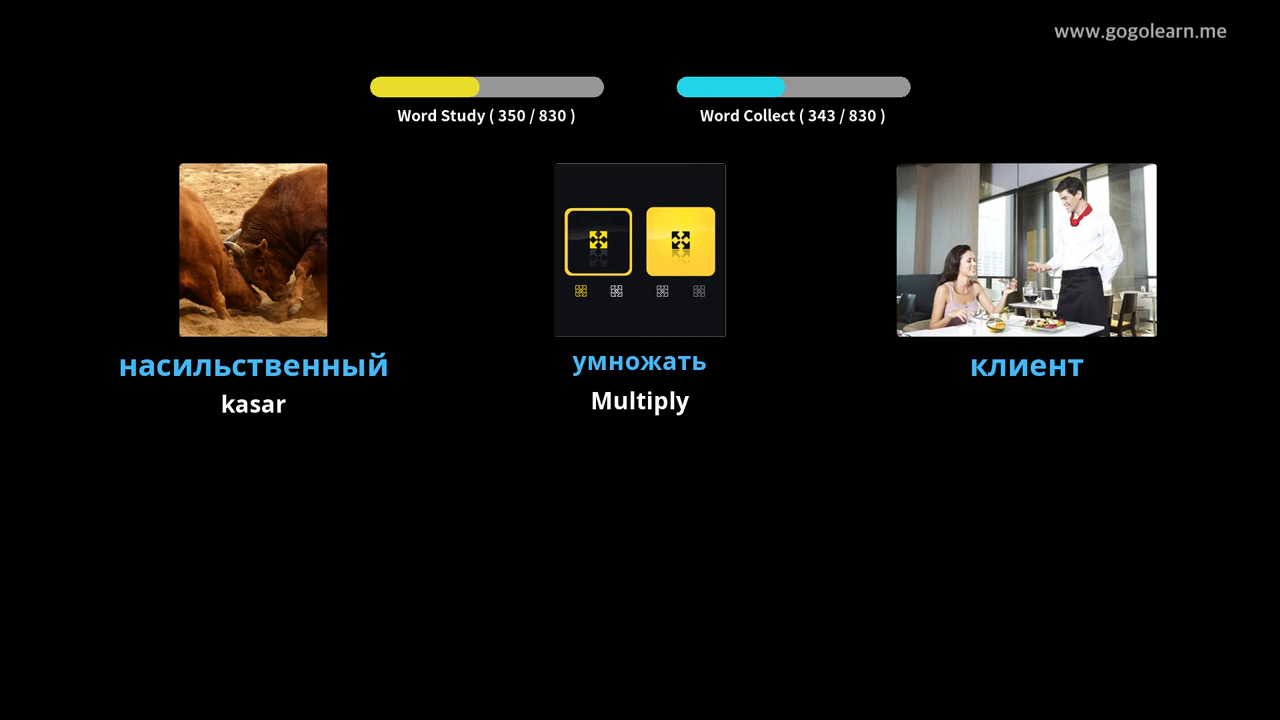 www.gogolearn.me
Word Study ( 350 / 830 )
Word Collect ( 343 / 830 )
насильственный
kasar
умножать
Multiply
клиент